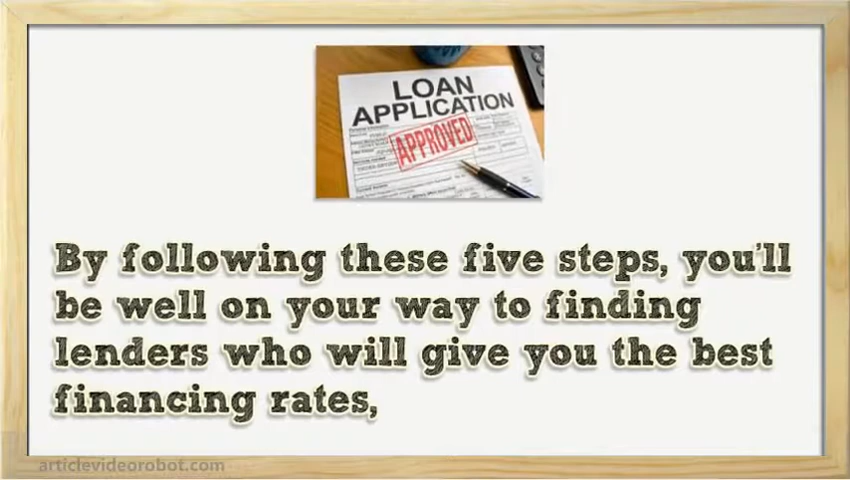 LOAN
APPLICATION
APPROVED
By following these five steps, you'll
be well on your way to finding
lenders who will give you the best
financing rates,
articlevideorobot.com